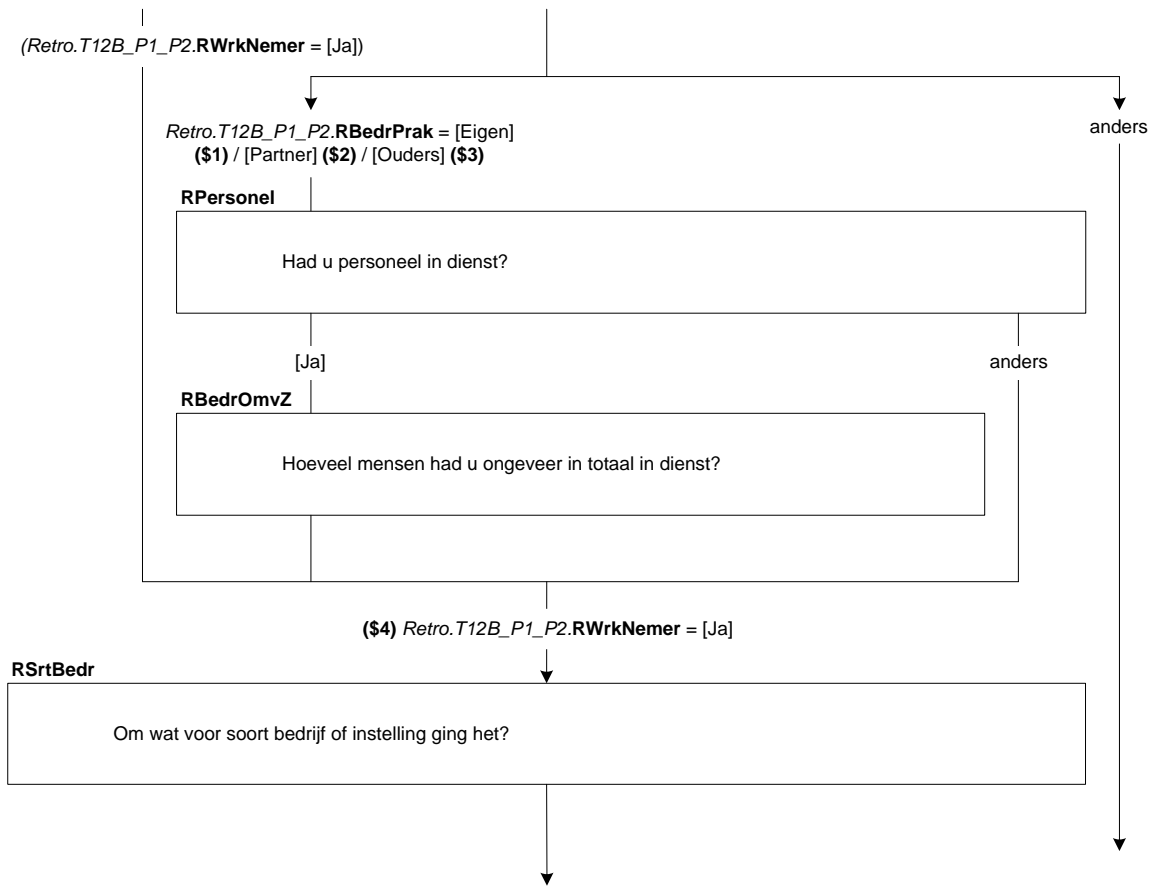 (Retro.T12B_P1_P2.RWrkNemer = [Ja])
Retro.T12B_P1_P2.RBedrPrak = [Eigen]
($1) / [Partner] ($2) / [Ouders] ($3)
anders
RPersonel
Had u personeel in dienst?
[Ja]
anders
RBedrOmvZ
Hoeveel mensen had u ongeveer in totaal in dienst?
($4) Retro.T12B_P1_P2.RWrkNemer = [Ja]
RSrtBedr
Om wat voor soort bedrijf of instelling ging het?